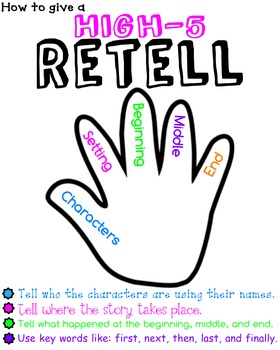 How to give a
HIGH-5
RETELL
Characters
Setting
Beginning
Middle
End
Tell who the characters are using their names.
Tell where the story takes place.
Tell what happened at the beginning, middle, and end.
Use key words like: first, next, then, last, and finally.